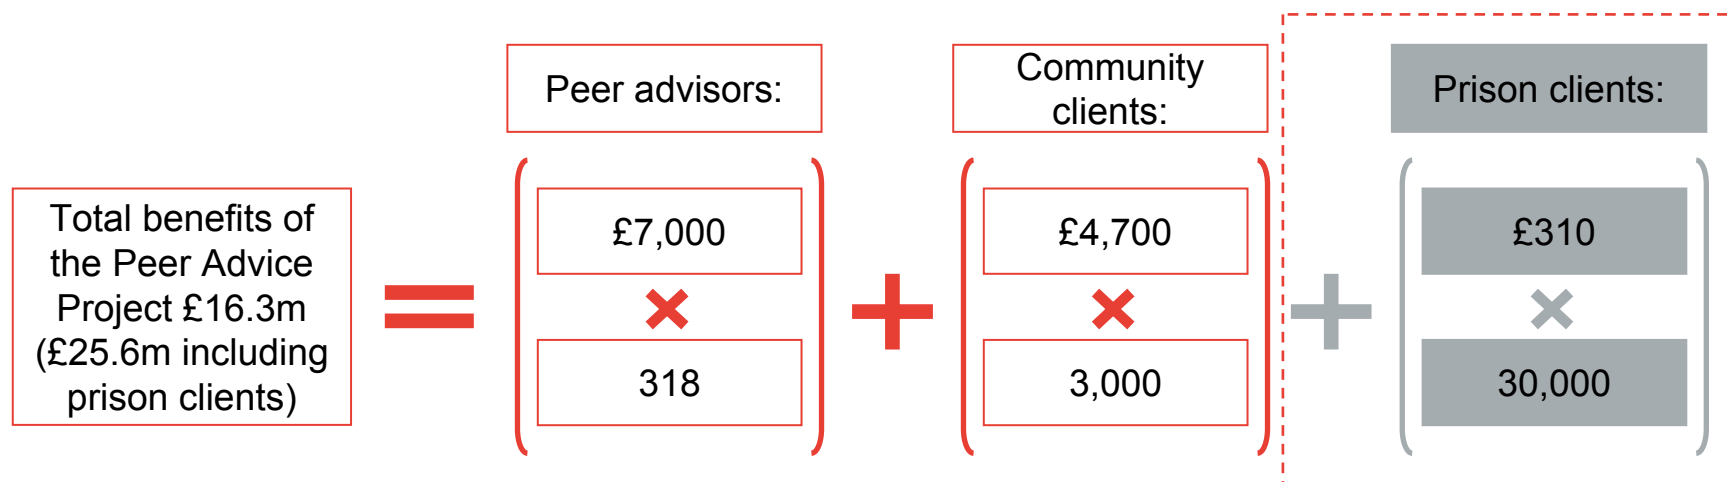 Total benefits of
the Peer Advice
Project £16.3m
(£25.6m including
prison clients)
=
Peer advisors:
£7,000
×
318
+
Community
clients:
£4,700
×
3,000
+
Prison clients:
£310
×
30,000